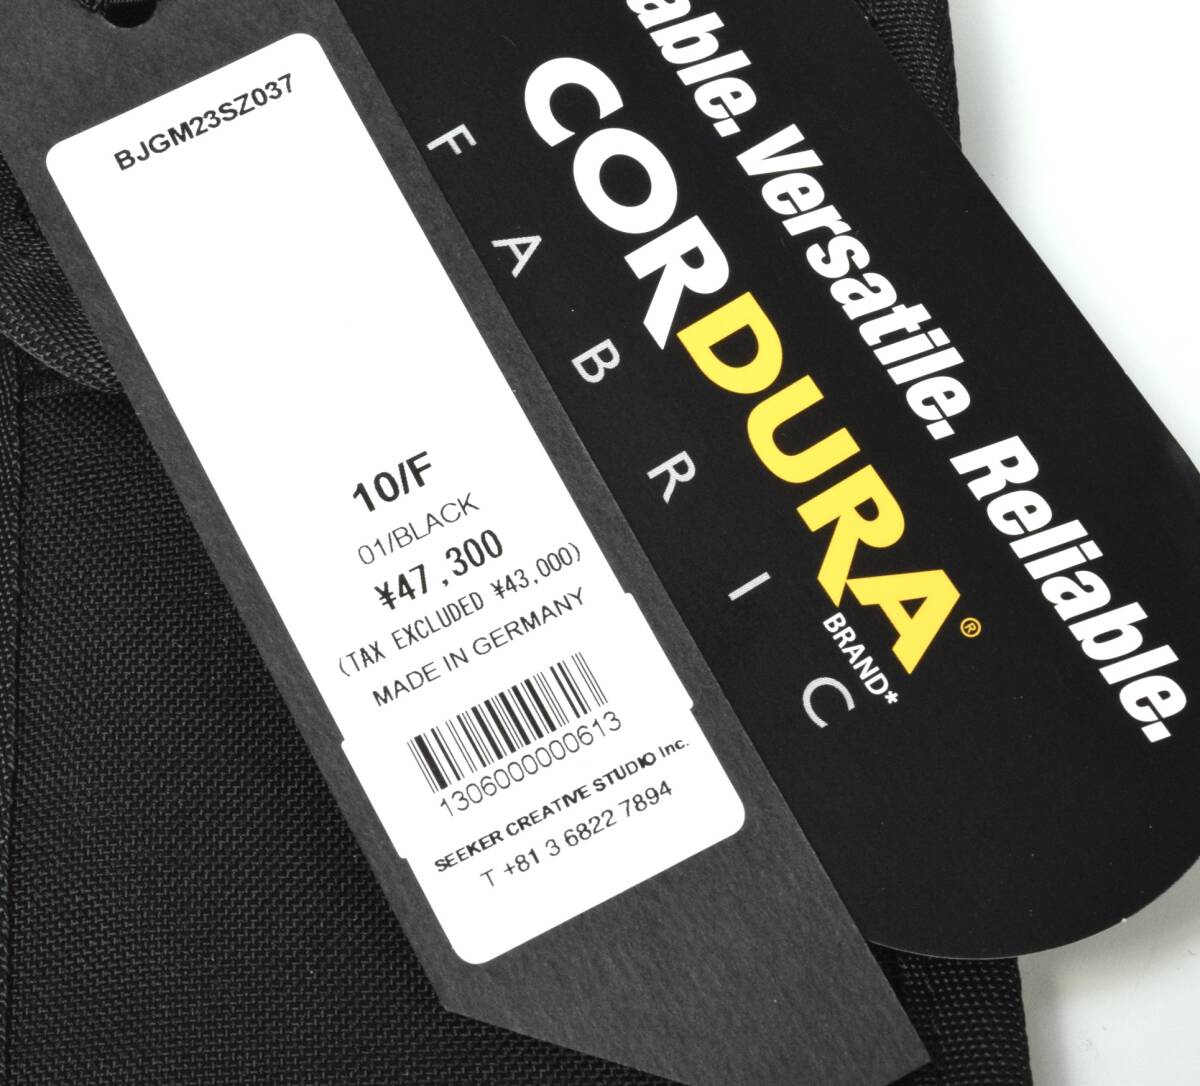 BJGM23SZ037
10/F
01/BLACK
¥47,300
(TAX EXCLUDED ¥43,000)
MADE IN GERMANY
1306000000613
SEEKER CREATIVE STUDIO Inc.
T +81 3 6822 7894
Versatile. Reliable.
CORDURA®
BRAND*
FABRIC